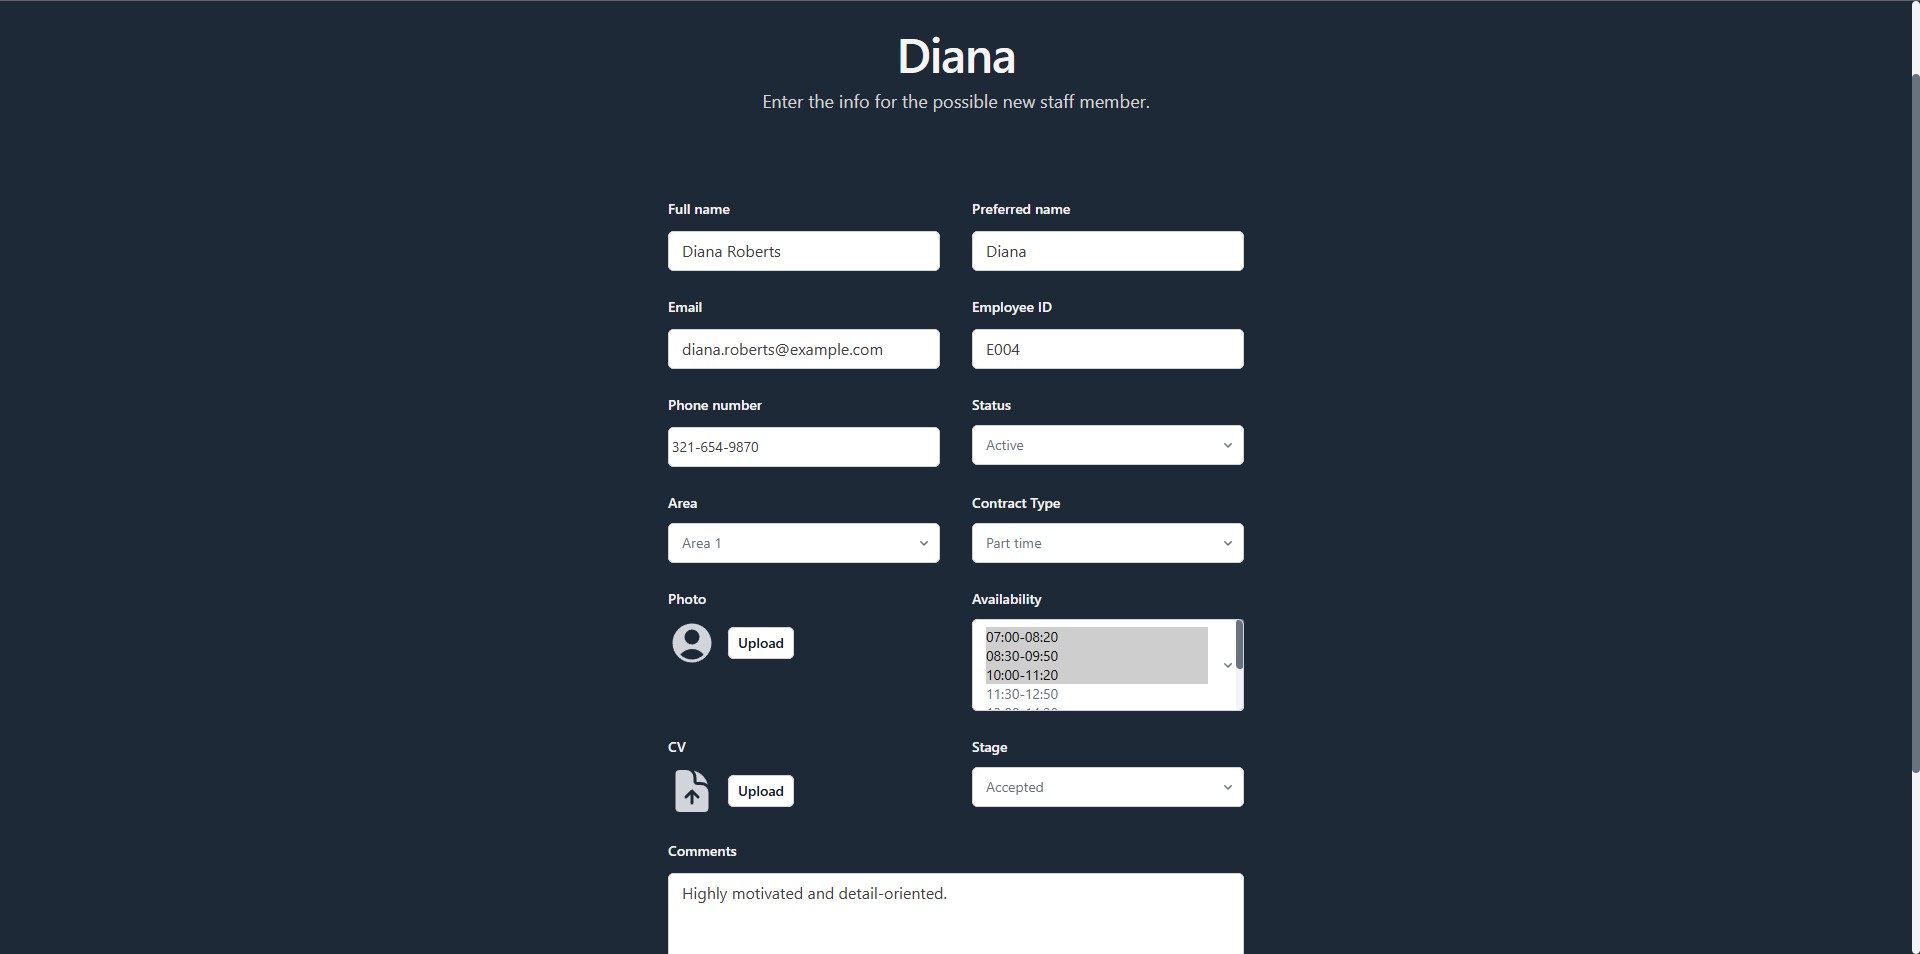 Diana
Enter the info for the possible new staff member.
Full name
Preferred name
Diana Roberts
Diana
Email
Employee ID
diana.roberts@example.com
E004
Phone number
Status
321-654-9870
Active
Area
Contract Type
Area 1
Part time
Photo
Availability
Upload
07:00-08:20
08:30-09:50
10:00-11:20
11:30-12:50
CV
Stage
Upload
Accepted
Comments
Highly motivated and detail-oriented.